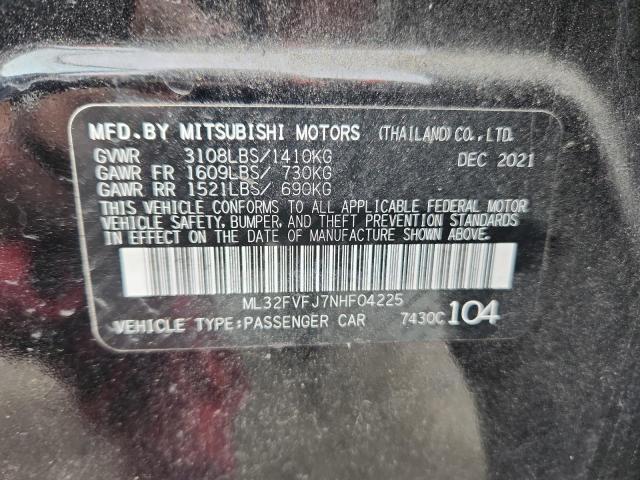 MFD.BY MITSUBISHI MOTORS (THAILAND) CO., LTD.
GVWR 3108LBS/1410KG DEC 2021
GAWR FR 1609LBS/ 730KG
GAWR RR 1521LBS/ 690KG
THIS VEHICLE CONFORMS TO ALL APPLICABLE FEDERAL MOTOR
VEHICLE SAFETY, BUMPER, AND THEFT PREVENTION STANDARDS
IN EFFECT ON THE DATE OF MANUFACTURE SHOWN ABOVE.
ML32FVFJ7NHF04225
VEHICLE TYPE:PASSENGER CAR 7430C 104